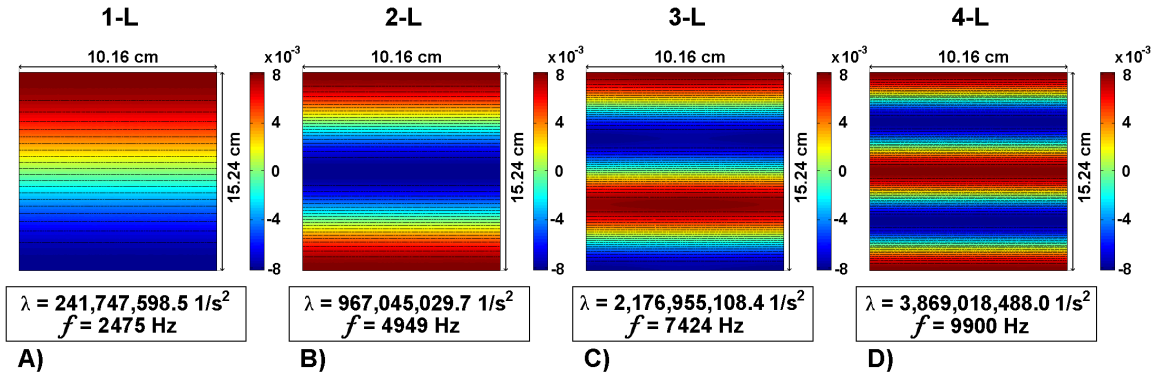 1-L
2-L
3-L
4-L
10.16 cm
x10⁻³
10.16 cm
x10⁻³
10.16 cm
x10⁻³
10.16 cm
x10⁻³
8
4
0
-4
-8
15.24 cm
8
4
0
-4
-8
15.24 cm
8
4
0
-4
-8
15.24 cm
8
4
0
-4
-8
15.24 cm
λ = 241,747,598.5 1/s²
f = 2475 Hz
λ = 967,045,029.7 1/s²
f = 4949 Hz
λ = 2,176,955,108.4 1/s²
f = 7424 Hz
λ = 3,869,018,488.0 1/s²
f = 9900 Hz
A)
B)
C)
D)